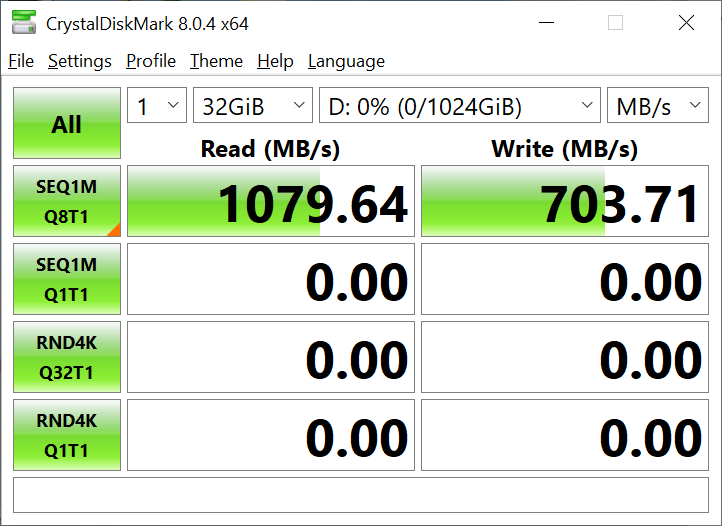 CrystalDiskMark 8.0.4 x64
File Settings Profile Theme Help Language
All 1 32GiB D: 0% (0/1024GiB) MB/s
Read (MB/s) Write (MB/s)
SEQ1M
Q8T1
1079.64 703.71
SEQ1M
Q1T1
0.00 0.00
RND4K
Q32T1
0.00 0.00
RND4K
Q1T1
0.00 0.00